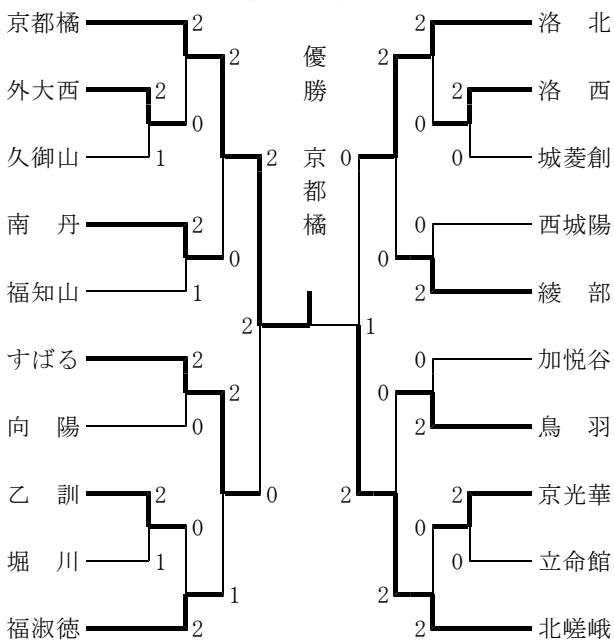 京都橘 2
外大西 2
久御山 1
0
2
南 丹 2
福知山 1
0
2
すばる 2
向 陽 0
2
乙 訓 2
堀 川 1
0
福淑徳 2
1
0
2
優勝 京都橘
2 洛 北
2 洛 西
0 城菱創
0
2
0 西城陽
2 綾 部
0
0
0 加悦谷
2 鳥 羽
0
2 京光華
0 立命館
0
2 北嵯峨
2
2
1